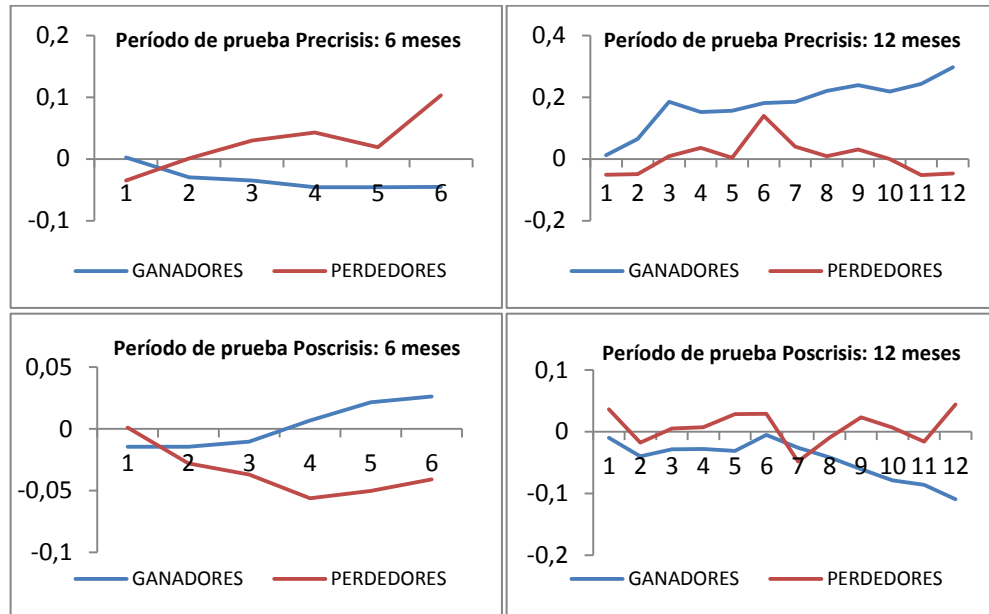 Período de prueba Precrisis: 6 meses
0,2
0,1
0
-0,1
1 2 3 4 5 6
GANADORES PERDEDORES
Período de prueba Precrisis: 12 meses
0,4
0,2
0
-0,2
1 2 3 4 5 6 7 8 9 10 11 12
GANADORES PERDEDORES
Período de prueba Poscrisis: 6 meses
0,05
0
-0,05
-0,1
1 2 3 4 5 6
GANADORES PERDEDORES
Período de prueba Poscrisis: 12 meses
0,1
0
-0,1
-0,2
1 2 3 4 5 6 7 8 9 10 11 12
GANADORES PERDEDORES